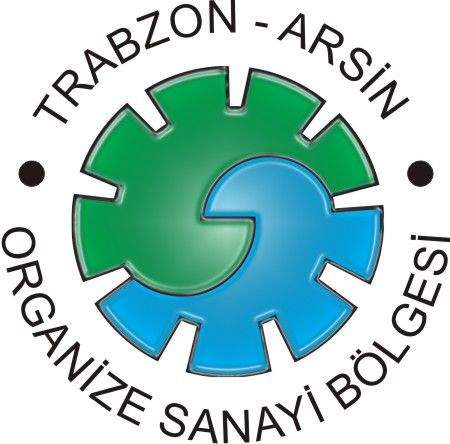 TRABZON - ARSİN
ORGANİZE SANAYİ BÖLGESİ